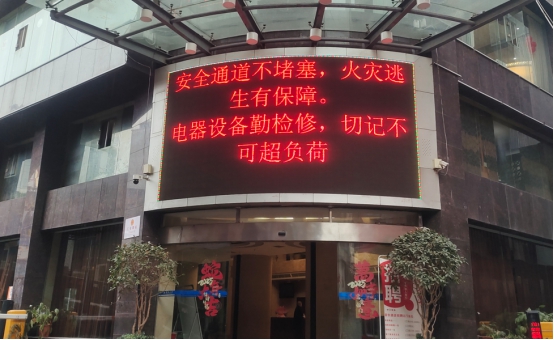 安全通道不堵塞，火灾逃
生有保障。
电器设备勤检修，切记不
可超负荷
聘